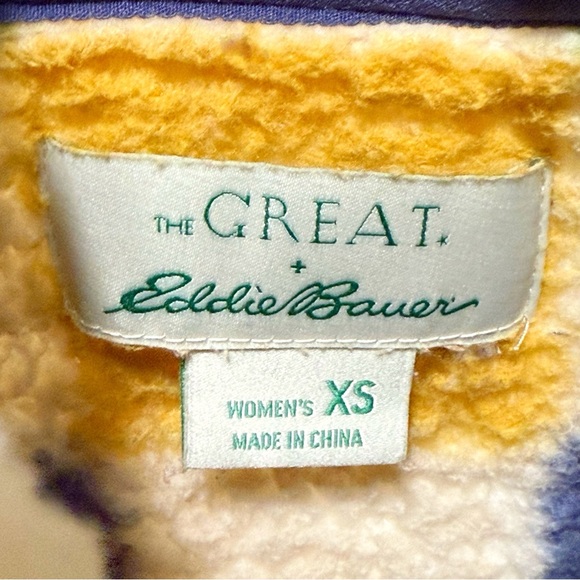 THE GREAT.
+
Eddie Bauer
WOMEN'S XS
MADE IN CHINA